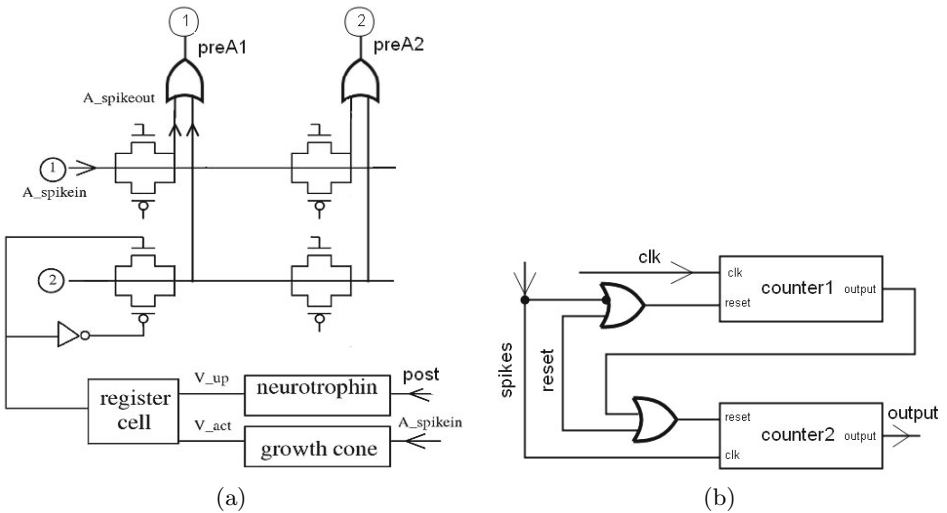 1
2
preA1
preA2
A_spikeout
1
A_spikein
2
register cell
V_up
neurotrophin
post
V_act
growth cone
A_spikein
(a)
clk
clk
counter1
output
reset
spikes
reset
reset
counter2
output
clk
output
(b)